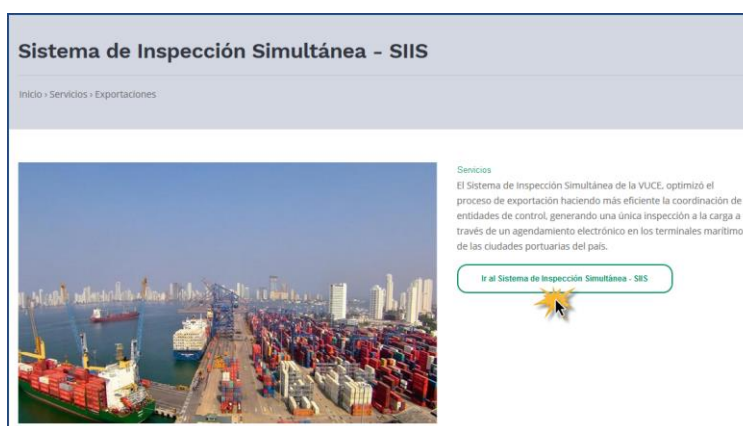 Sistema de Inspección Simultánea - SIIS
Inicio › Servicios › Exportaciones
Servicios
El Sistema de Inspección Simultánea de la VUCE, optimizó el
proceso de exportación haciendo más eficiente la coordinación de
entidades de control, generando una única inspección a la carga a
través de un agendamiento electrónico en los terminales marítimo
de las ciudades portuarias del país.
Ir al Sistema de Inspección Simultánea - SIIS